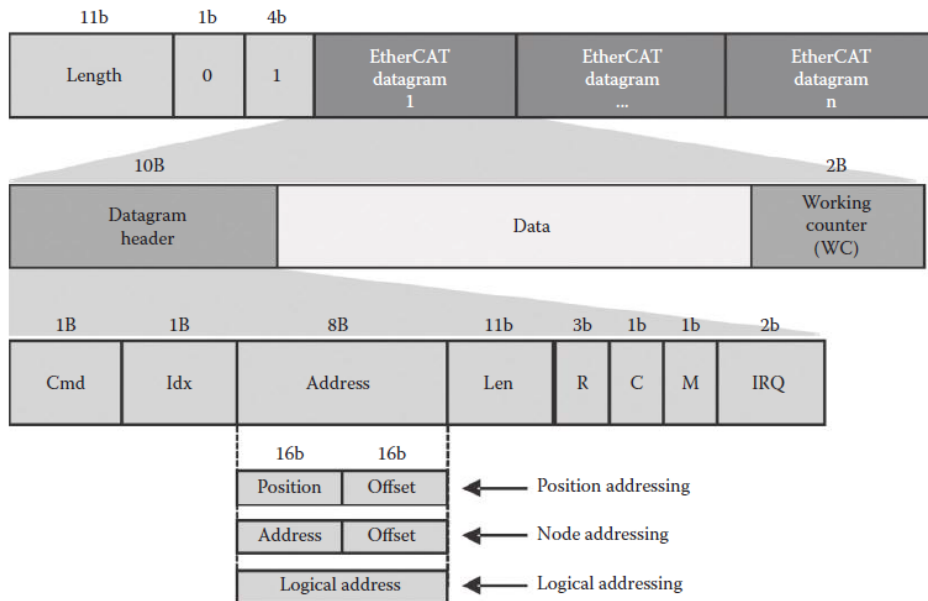 11b 1b 4b
Length 0 1 EtherCAT datagram 1 EtherCAT datagram ... EtherCAT datagram n
10B 2B
Datagram header Data Working counter (WC)
1B 1B 8B 11b 3b 1b 1b 2b
Cmd Idx Address Len R C M IRQ
16b 16b
Position Offset Position addressing
Address Offset Node addressing
Logical address Logical addressing